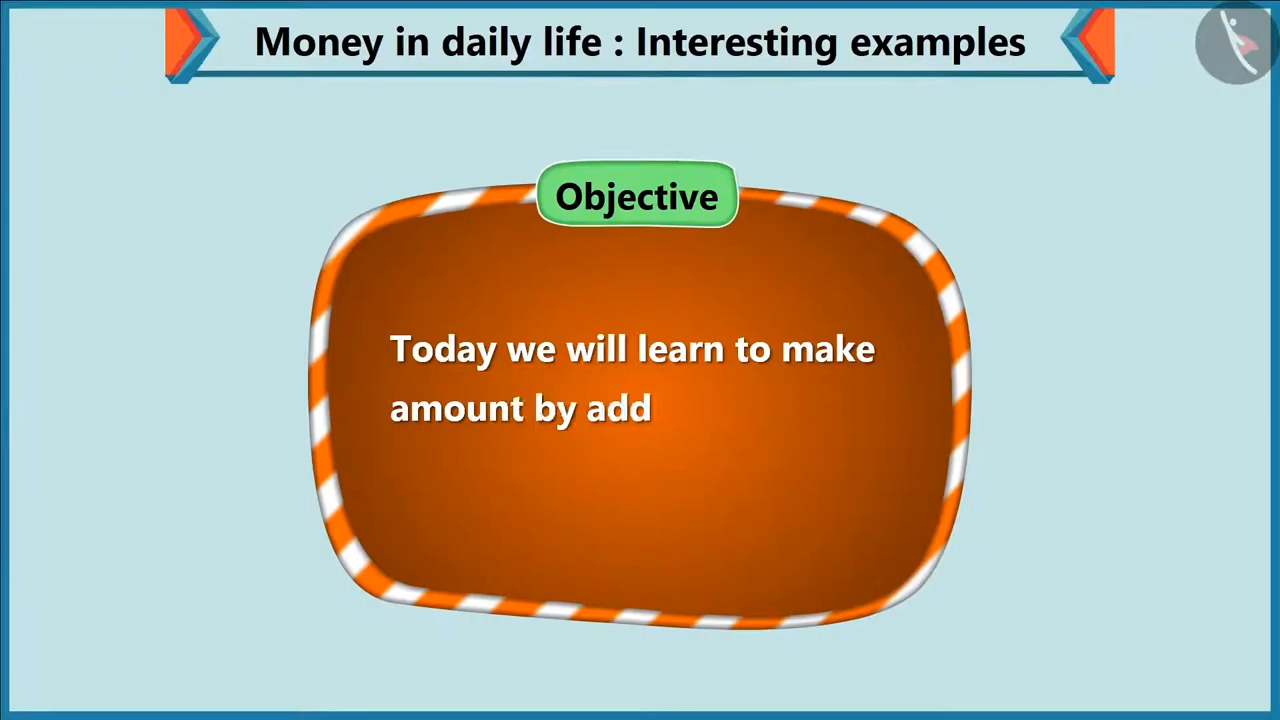 Money in daily life : Interesting examples
Objective
Today we will learn to make
amount by add